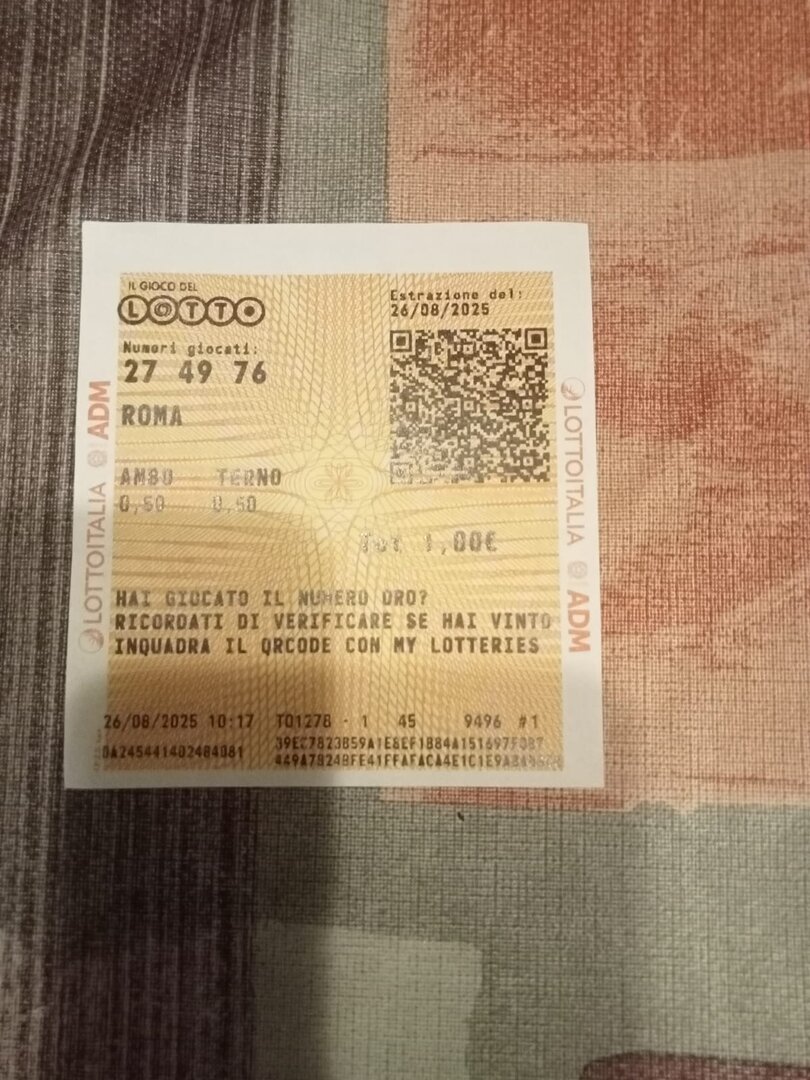 IL GIOCO DEL
LOTTO
Estrazione del:
26/08/2025
Numeri giocati:
27 49 76
ROMA
AMBO TERNO
0,50 0,50
Tot 1,00€
HAI GIOCATO IL NUMERO ORO?
RICORDATI DI VERIFICARE SE HAI VINTO
INQUADRA IL QRCODE CON MY LOTTERIES
26/08/2025 10:17 T01278 - 1 45 9496 #1
LOTTOITALIA ADM
LOTTOITALIA ADM